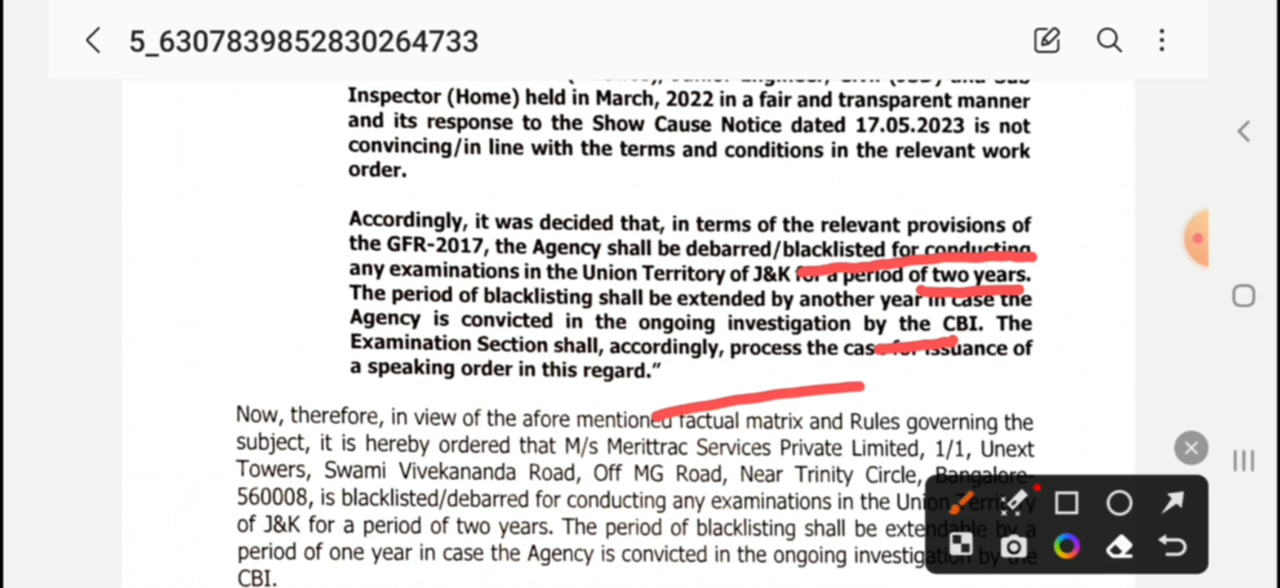 5_6307839852830264733
Inspector (Home) held in March, 2022 in a fair and transparent manner
and its response to the Show Cause Notice dated 17.05.2023 is not
convincing/in line with the terms and conditions in the relevant work
order.
Accordingly, it was decided that, in terms of the relevant provisions of
the GFR-2017, the Agency shall be debarred/blacklisted for conducting
any examinations in the Union Territory of J&K for a period of two years.
The period of blacklisting shall be extended by another year in case the
Agency is convicted in the ongoing investigation by the CBI. The
Examination Section shall, accordingly, process the case for issuance of
a speaking order in this regard.”
Now, therefore, in view of the afore mentioned factual matrix and Rules governing the
subject, it is hereby ordered that M/s Merittrac Services Private Limited, 1/1, Unext
Towers, Swami Vivekananda Road, Off MG Road, Near Trinity Circle, Bangalore-
560008, is blacklisted/debarred for conducting any examinations in the Union Territory
of J&K for a period of two years. The period of blacklisting shall be extendable by a
period of one year in case the Agency is convicted in the ongoing investigation by the
CBI.